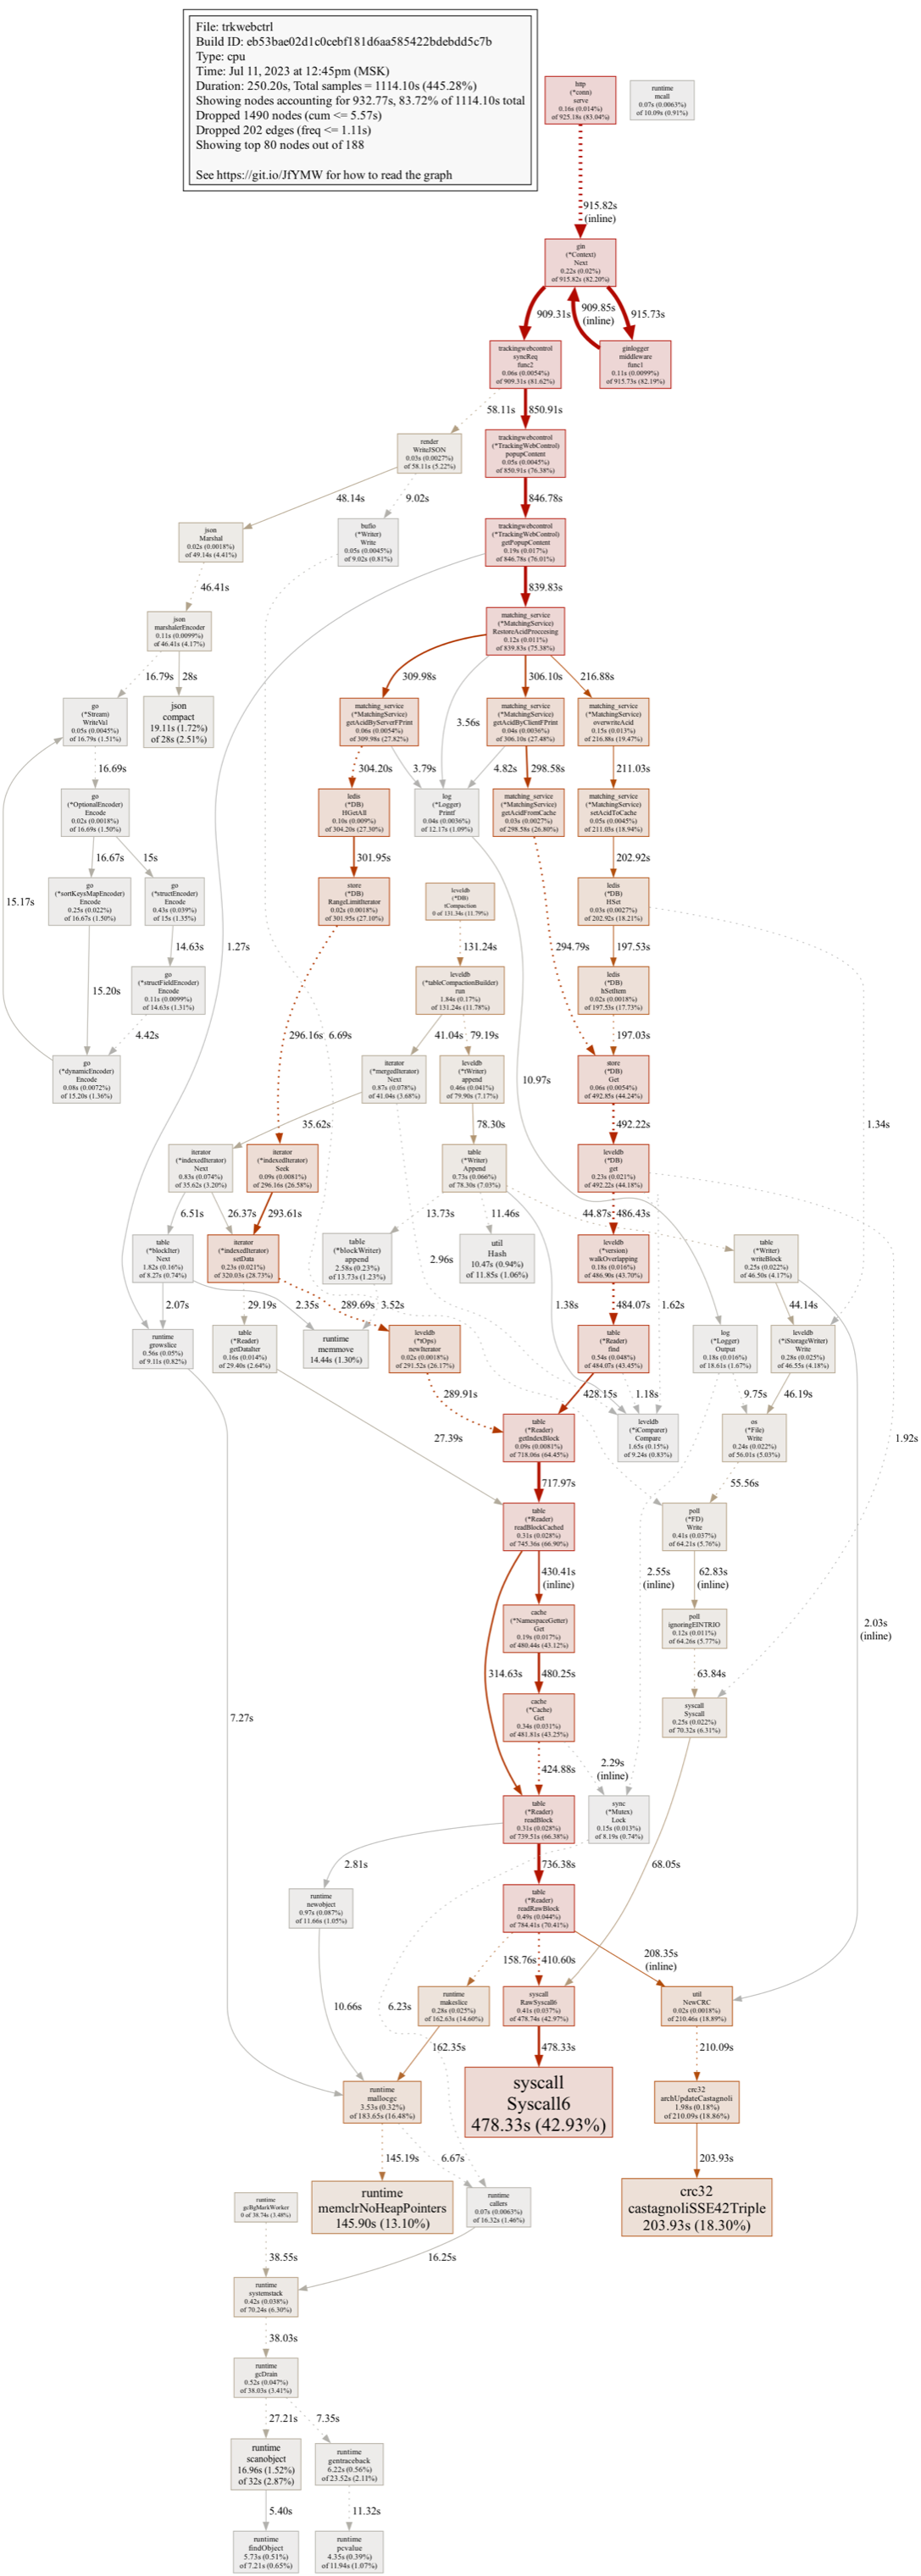 File: trkwebctrl
Build ID: eb53bae02d1c0cebf181d6aa585422bdebdd5c7b
Type: cpu
Time: Jul 11, 2023 at 12:45pm (MSK)
Duration: 250.20s, Total samples = 1114.10s (445.28%)
Showing nodes accounting for 932.77s, 83.72% of 1114.10s total
Dropped 1490 nodes (cum <= 5.57s)
Dropped 202 edges (freq <= 1.11s)
Showing top 80 nodes out of 188
See https://git.io/JfYMW for how to read the graph
http
(*conn)
serve
0.16s (0.014%)
of 925.18s (83.04%)
runtime
mcall
0.07s (0.0063%)
of 10.09s (0.91%)
915.82s
(inline)
gin
(*Context)
Next
0.22s (0.02%)
of 915.82s (82.20%)
909.31s
909.85s
(inline)
915.73s
trackingwebcontrol
syncReq
func2
0.06s (0.0054%)
of 909.31s (81.62%)
ginlogger
middleware
func1
0.11s (0.0099%)
of 915.73s (82.19%)
58.11s
850.91s
render
WriteJSON
0.03s (0.0027%)
of 58.11s (5.22%)
trackingwebcontrol
(*TrackingWebControl)
popupContent
0.05s (0.0045%)
of 850.91s (76.38%)
48.14s
9.02s
846.78s
json
Marshal
0.02s (0.0018%)
of 49.14s (4.41%)
bufio
(*Writer)
Write
0.05s (0.0045%)
of 9.02s (0.81%)
trackingwebcontrol
(*TrackingWebControl)
getPopupContent
0.19s (0.017%)
of 846.78s (76.01%)
46.41s
839.83s
json
marshalerEncoder
0.11s (0.0099%)
of 46.41s (4.17%)
matching_service
(*MatchingService)
RestoreAcidProccesing
0.12s (0.011%)
of 839.83s (75.38%)
16.79s
28s
309.98s
3.56s
306.10s
216.88s
go
(*Stream)
WriteVal
0.05s (0.0045%)
of 16.79s (1.51%)
json
compact
19.11s (1.72%)
of 28s (2.51%)
matching_service
(*MatchingService)
getAcidByServerFPrint
0.06s (0.0054%)
of 309.98s (27.82%)
matching_service
(*MatchingService)
getAcidByClientFPrint
0.04s (0.0036%)
of 306.10s (27.48%)
matching_service
(*MatchingService)
overwriteAcid
0.15s (0.013%)
of 216.88s (19.47%)
16.69s
304.20s
3.79s
4.82s
298.58s
211.03s
go
(*OptionalEncoder)
Encode
0.02s (0.0018%)
of 16.69s (1.50%)
ledis
(*DB)
HGetAll
0.10s (0.009%)
of 304.20s (27.30%)
log
(*Logger)
Printf
0.04s (0.0036%)
of 12.17s (1.09%)
matching_service
(*MatchingService)
getAcidFromCache
0.03s (0.0027%)
of 298.58s (26.80%)
matching_service
(*MatchingService)
setAcidToCache
0.05s (0.0045%)
of 211.03s (18.94%)
16.67s
15s
301.95s
202.92s
go
(*sortKeysMapEncoder)
Encode
0.25s (0.022%)
of 16.67s (1.50%)
go
(*structEncoder)
Encode
0.43s (0.039%)
of 15s (1.35%)
store
(*DB)
RangeLimitIterator
0.02s (0.0018%)
of 301.95s (27.10%)
leveldb
(*DB)
tCompaction
0 of 131.34s (11.79%)
ledis
(*DB)
HSet
0.03s (0.0027%)
of 202.92s (18.21%)
15.17s
1.27s
14.63s
131.24s
294.79s
197.53s
go
(*structFieldEncoder)
Encode
0.11s (0.0099%)
of 14.63s (1.31%)
leveldb
(*tableCompactionBuilder)
run
1.84s (0.17%)
of 131.24s (11.78%)
ledis
(*DB)
hSetItem
0.02s (0.0018%)
of 197.53s (17.73%)
15.20s
4.42s
296.16s
6.69s
41.04s
79.19s
197.03s
go
(*dynamicEncoder)
Encode
0.08s (0.0072%)
of 15.20s (1.36%)
iterator
(*mergedIterator)
Next
0.87s (0.078%)
of 41.04s (3.68%)
leveldb
(*tWriter)
append
0.46s (0.041%)
of 79.90s (7.17%)
10.97s
store
(*DB)
Get
0.06s (0.0054%)
of 492.85s (44.24%)
35.62s
78.30s
492.22s
1.34s
iterator
(*indexedIterator)
Next
0.83s (0.074%)
of 35.62s (3.20%)
iterator
(*indexedIterator)
Seek
0.09s (0.0081%)
of 296.16s (26.58%)
table
(*Writer)
Append
0.73s (0.066%)
of 78.30s (7.03%)
leveldb
(*DB)
get
0.23s (0.021%)
of 492.22s (44.18%)
6.51s
26.37s
293.61s
13.73s
11.46s
44.87s
486.43s
table
(*blockIter)
Next
1.82s (0.16%)
of 8.27s (0.74%)
iterator
(*indexedIterator)
setData
0.23s (0.021%)
of 320.03s (28.73%)
table
(*blockWriter)
append
2.58s (0.23%)
of 13.73s (1.23%)
2.96s
util
Hash
10.47s (0.94%)
of 11.85s (1.06%)
leveldb
(*version)
walkOverlapping
0.18s (0.016%)
of 486.90s (43.70%)
table
(*Writer)
writeBlock
0.25s (0.022%)
of 46.50s (4.17%)
2.07s
29.19s
2.35s
289.69s
3.52s
1.38s
484.07s
1.62s
44.14s
runtime
growslice
0.56s (0.05%)
of 9.11s (0.82%)
table
(*Reader)
getDataIter
0.16s (0.014%)
of 29.40s (2.64%)
runtime
memmove
14.44s (1.30%)
leveldb
(*tOps)
newIterator
0.02s (0.0018%)
of 291.52s (26.17%)
table
(*Reader)
find
0.54s (0.048%)
of 484.07s (43.45%)
log
(*Logger)
Output
0.18s (0.016%)
of 18.61s (1.67%)
leveldb
(*iStorageWriter)
Write
0.28s (0.025%)
of 46.55s (4.18%)
27.39s
289.91s
428.15s
1.18s
9.75s
46.19s
table
(*Reader)
getIndexBlock
0.09s (0.0081%)
of 718.06s (64.45%)
leveldb
(*iComparer)
Compare
1.65s (0.15%)
of 9.24s (0.83%)
os
(*File)
Write
0.24s (0.022%)
of 56.01s (5.03%)
1.92s
717.97s
55.56s
table
(*Reader)
readBlockCached
0.31s (0.028%)
of 745.36s (66.90%)
poll
(*FD)
Write
0.41s (0.037%)
of 64.21s (5.76%)
430.41s
(inline)
2.55s
(inline)
62.83s
(inline)
cache
(*NamespaceGetter)
Get
0.19s (0.017%)
of 480.44s (43.12%)
poll
ignoringEINTRIO
0.12s (0.011%)
of 64.26s (5.77%)
2.03s
(inline)
314.63s
480.25s
63.84s
cache
(*Cache)
Get
0.34s (0.031%)
of 481.81s (43.25%)
syscall
Syscall
0.25s (0.022%)
of 70.32s (6.31%)
7.27s
424.88s
2.29s
(inline)
table
(*Reader)
readBlock
0.31s (0.028%)
of 739.51s (66.38%)
sync
(*Mutex)
Lock
0.15s (0.013%)
of 8.19s (0.74%)
2.81s
736.38s
68.05s
runtime
newobject
0.97s (0.087%)
of 11.66s (1.05%)
table
(*Reader)
readRawBlock
0.49s (0.044%)
of 784.41s (70.41%)
158.76s
410.60s
208.35s
(inline)
10.66s
6.23s
runtime
makeslice
0.28s (0.025%)
of 162.63s (14.60%)
syscall
RawSyscall6
0.41s (0.037%)
of 478.74s (42.97%)
util
NewCRC
0.02s (0.0018%)
of 210.46s (18.89%)
162.35s
478.33s
210.09s
runtime
mallocgc
3.53s (0.32%)
of 183.65s (16.48%)
syscall
Syscall6
478.33s (42.93%)
crc32
archUpdateCastagnoli
1.98s (0.18%)
of 210.09s (18.86%)
145.19s
6.67s
203.93s
runtime
gcBgMarkWorker
0 of 38.74s (3.48%)
runtime
memclrNoHeapPointers
145.90s (13.10%)
runtime
callers
0.07s (0.0063%)
of 16.32s (1.46%)
crc32
castagnoliSSE42Triple
203.93s (18.30%)
38.55s
16.25s
runtime
systemstack
0.42s (0.038%)
of 70.24s (6.30%)
38.03s
runtime
gcDrain
0.52s (0.047%)
of 38.03s (3.41%)
27.21s
7.35s
runtime
scanobject
16.96s (1.52%)
of 32s (2.87%)
runtime
gentraceback
6.22s (0.56%)
of 23.52s (2.11%)
5.40s
11.32s
runtime
findObject
5.73s (0.51%)
of 7.21s (0.65%)
runtime
pcvalue
4.35s (0.39%)
of 11.94s (1.07%)